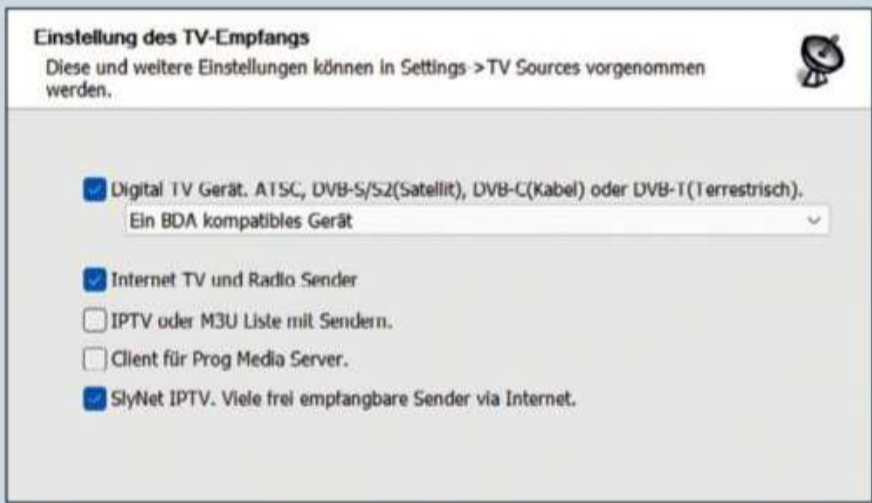 Einstellung des TV-Empfangs
Diese und weitere Einstellungen können in Settings->TV Sources vorgenommen
werden.
Digital TV Gerät. ATSC, DVB-S/S2(Satellit), DVB-C(Kabel) oder DVB-T(Terrestrisch).
Ein BDA kompatibles Gerät
Internet TV und Radio Sender
IPTV oder M3U Liste mit Sendern.
Client für Prog Media Server.
SlyNet IPTV. Viele frei empfangbare Sender via Internet.